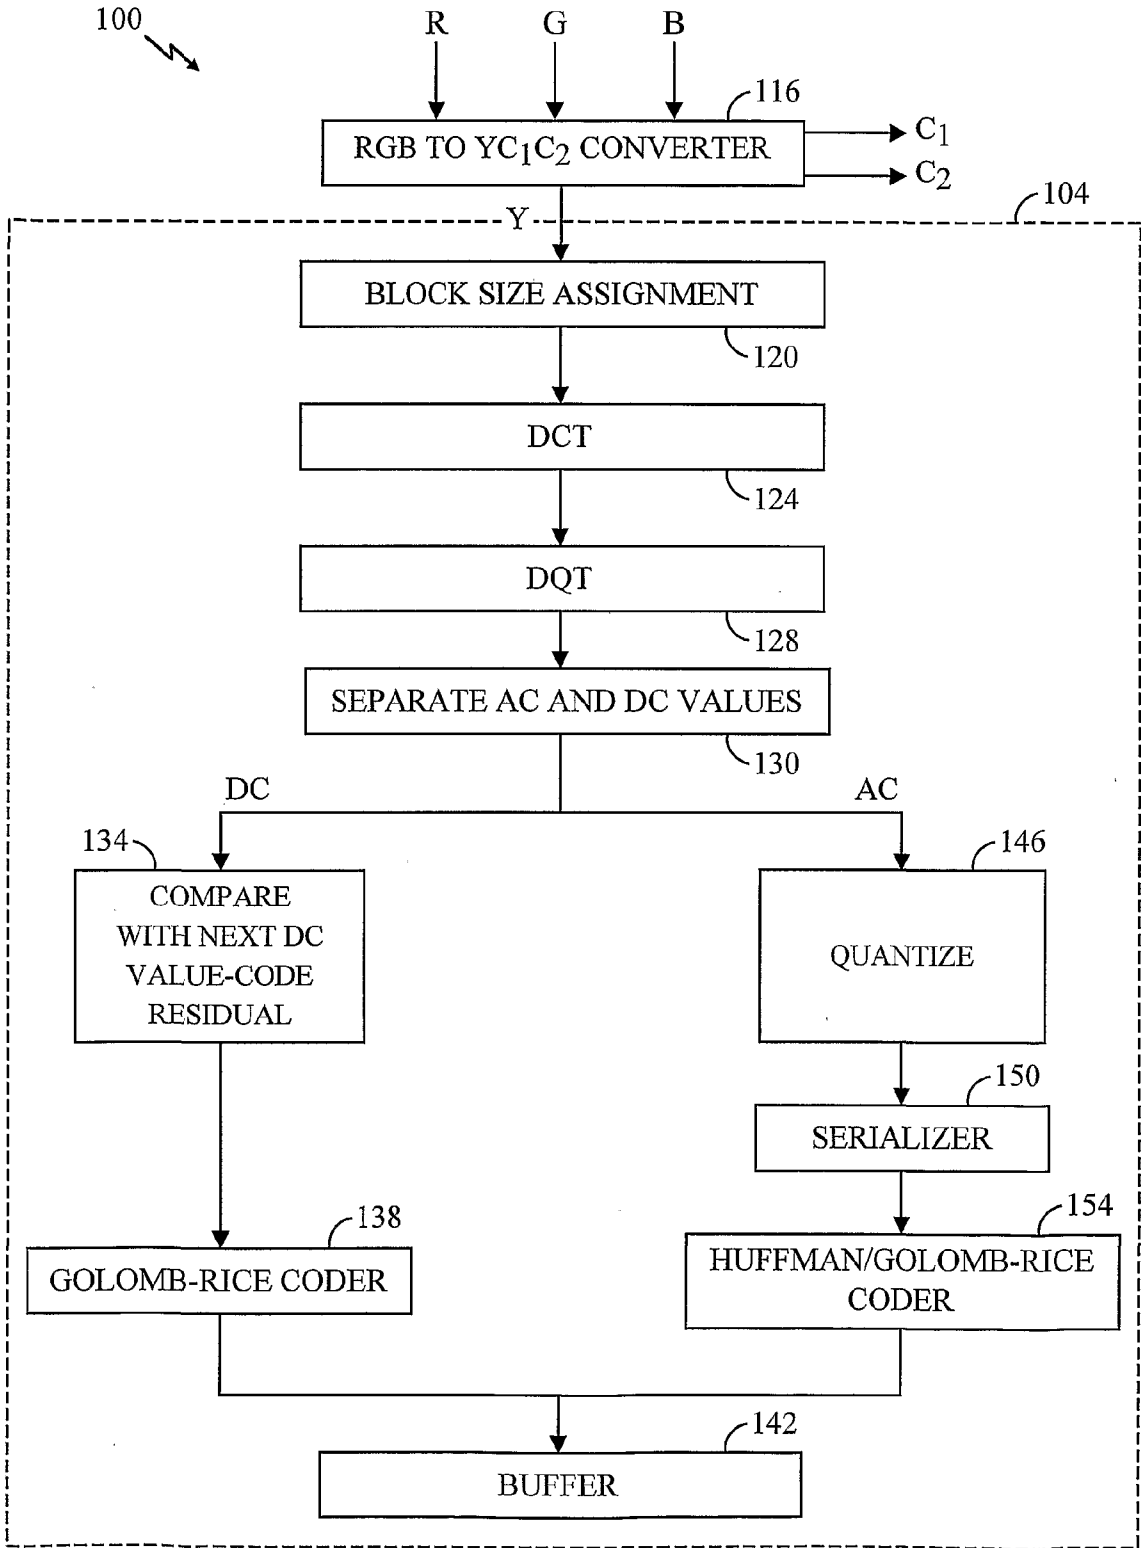 100
R G B
116
RGB TO YC1C2 CONVERTER
C1
C2
104
Y
BLOCK SIZE ASSIGNMENT
120
DCT
124
DQT
128
SEPARATE AC AND DC VALUES
130
DC
AC
134
146
COMPARE
WITH NEXT DC
VALUE-CODE
RESIDUAL
QUANTIZE
150
SERIALIZER
138
154
GOLOMB-RICE CODER
HUFFMAN/GOLOMB-RICE
CODER
142
BUFFER